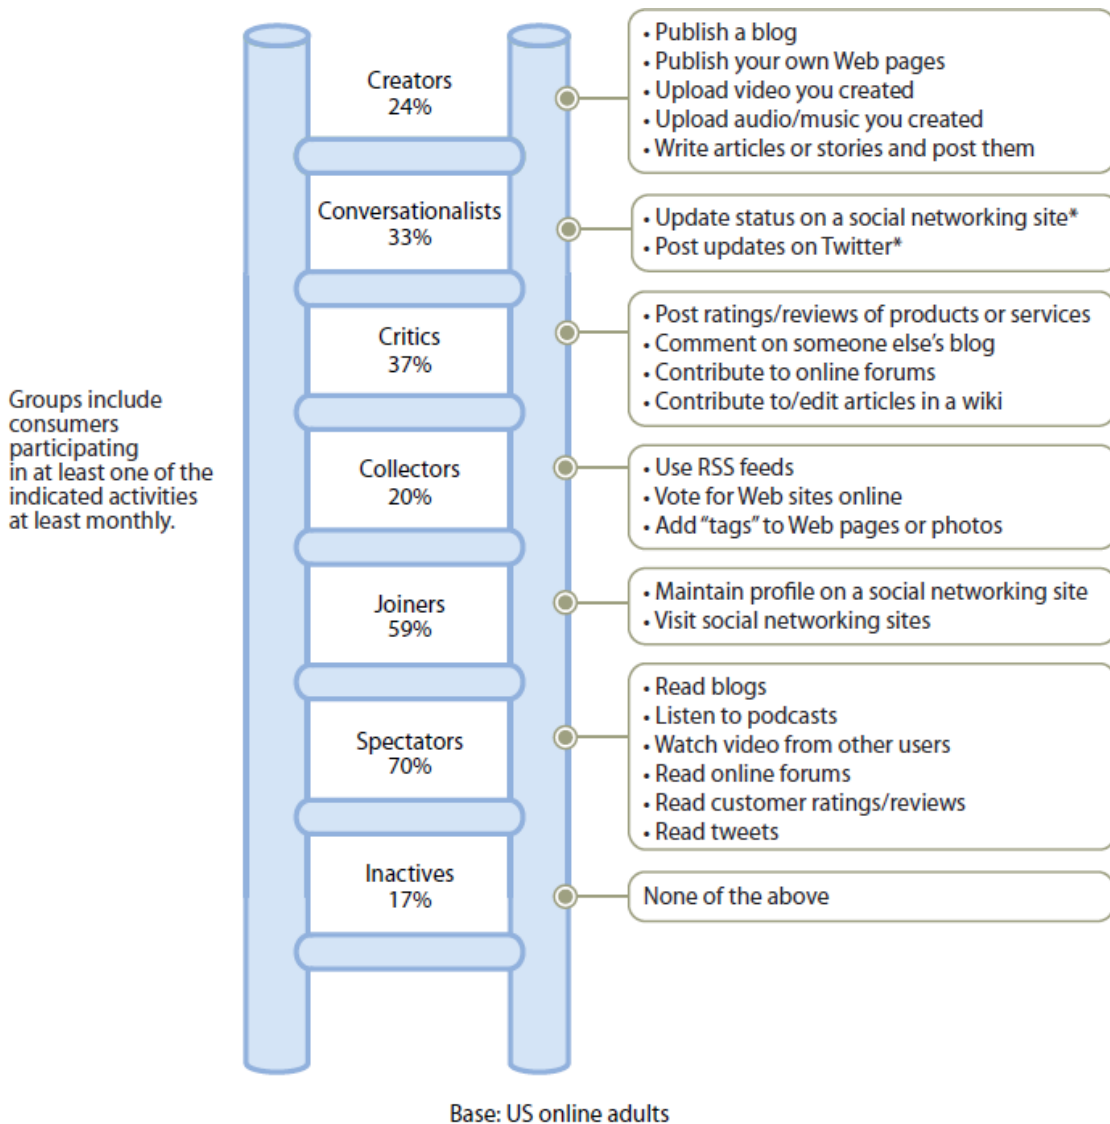 Creators
24%
• Publish a blog
• Publish your own Web pages
• Upload video you created
• Upload audio/music you created
• Write articles or stories and post them
Conversationalists
33%
• Update status on a social networking site*
• Post updates on Twitter*
Critics
37%
• Post ratings/reviews of products or services
• Comment on someone else’s blog
• Contribute to online forums
• Contribute to/edit articles in a wiki
Groups include
consumers
participating
in at least one of the
indicated activities
at least monthly.
Collectors
20%
• Use RSS feeds
• Vote for Web sites online
• Add “tags” to Web pages or photos
Joiners
59%
• Maintain profile on a social networking site
• Visit social networking sites
Spectators
70%
• Read blogs
• Listen to podcasts
• Watch video from other users
• Read online forums
• Read customer ratings/reviews
• Read tweets
Inactives
17%
None of the above
Base: US online adults